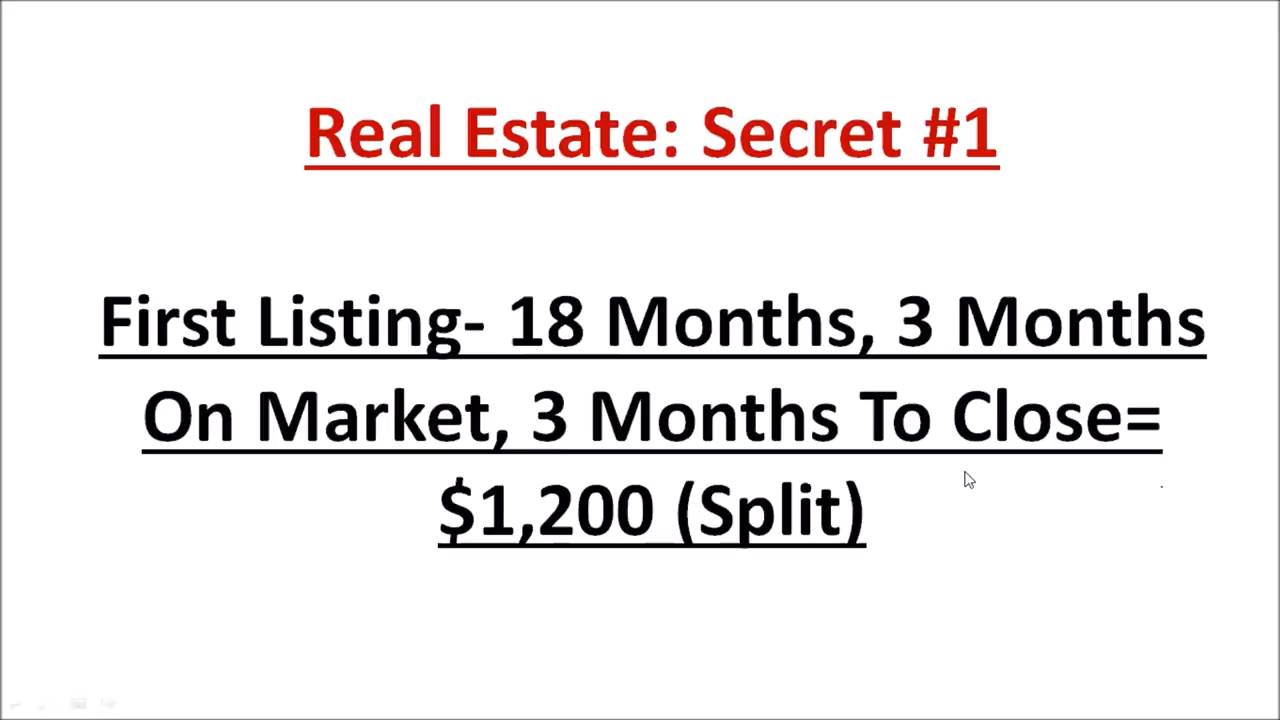 Real Estate: Secret #1
First Listing- 18 Months, 3 Months
On Market, 3 Months To Close=
$1,200 (Split)